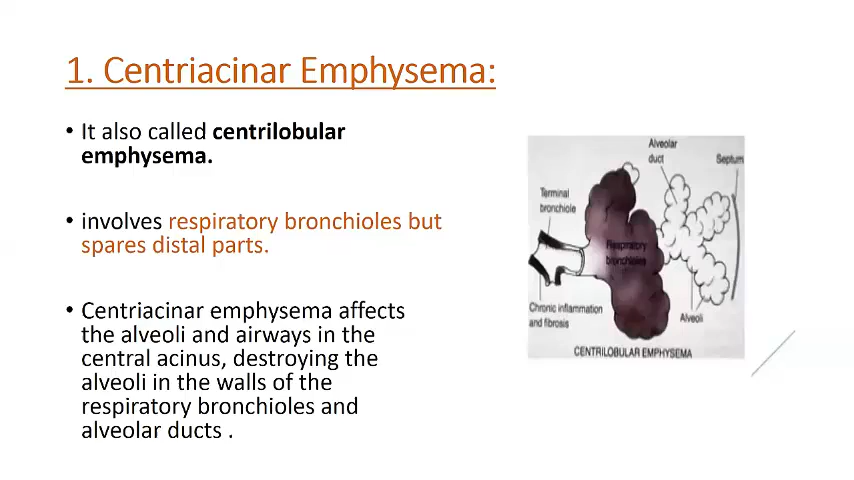 1. Centriacinar Emphysema:
• It also called centrilobular
emphysema.
• involves respiratory bronchioles but
spares distal parts.
• Centriacinar emphysema affects
the alveoli and airways in the
central acinus, destroying the
alveoli in the walls of the
respiratory bronchioles and
alveolar ducts .
Alveolar
duct
Septum
Terminal
bronchiole
Respiratory
bronchioles
Chronic inflammation
and fibrosis
Alveoli
CENTRILOBULAR EMPHYSEMA